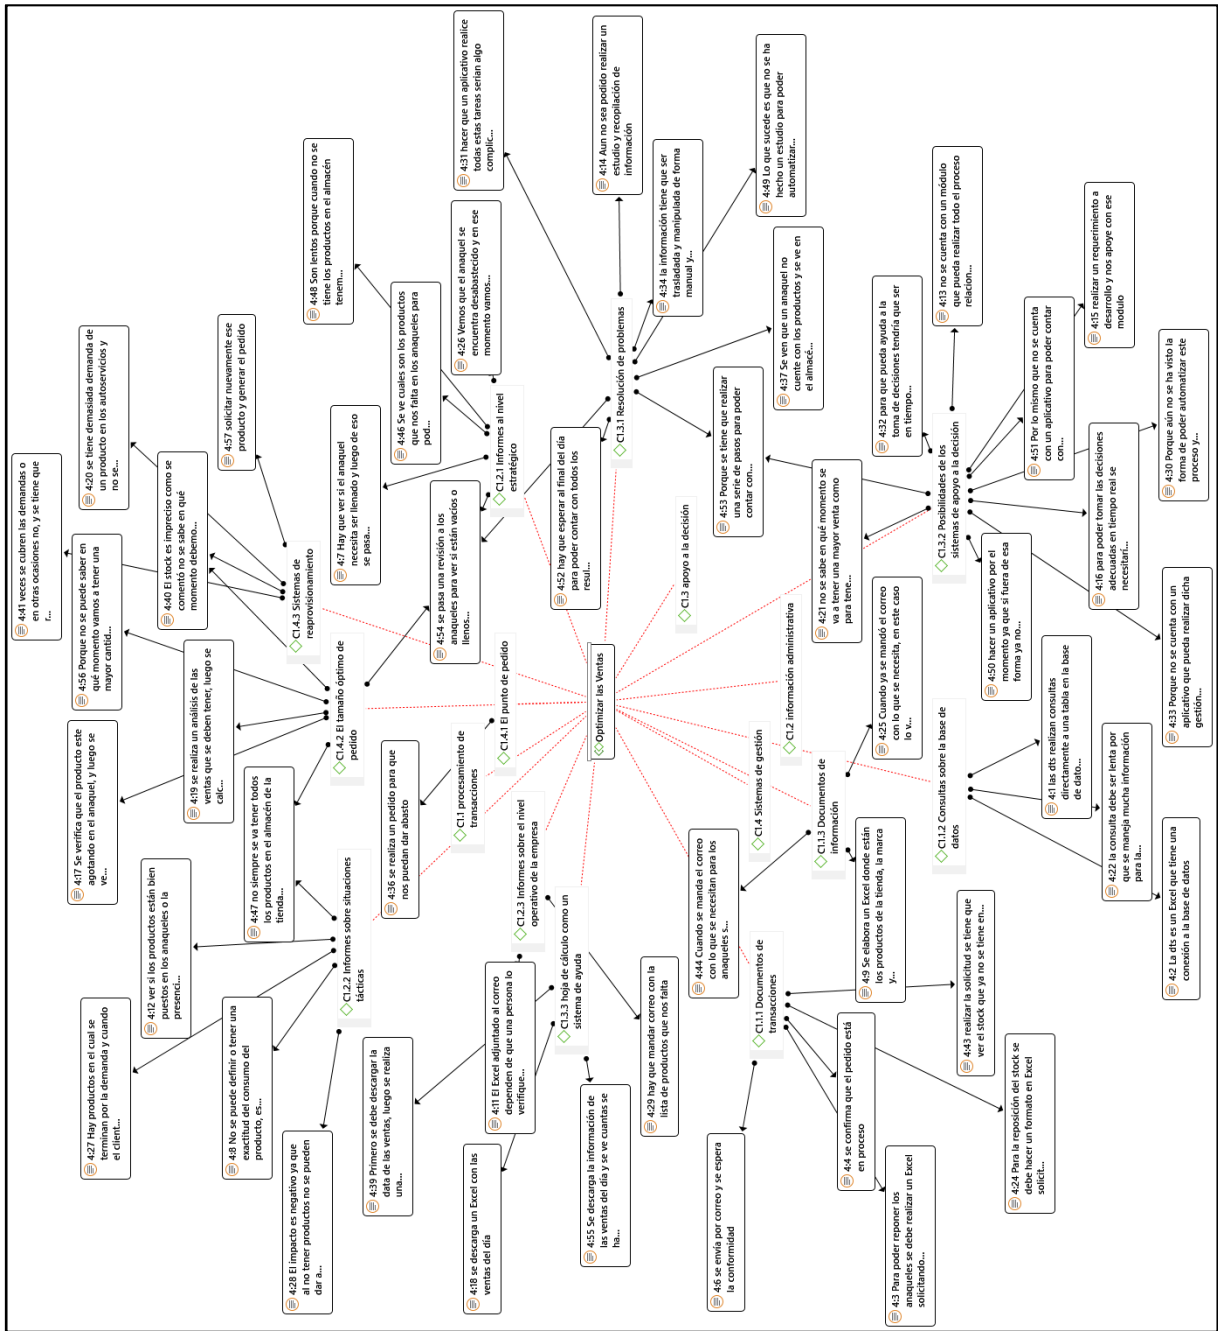 4:31 hacer que un aplicativo realice
todas estas tareas serian algo
complic...
4:14 Aun no sea podido realizar un
estudio y recopilación de
información
4:34 la información tiene que ser
trasladada y manipulada de forma
manual y...
4:49 Lo que sucede es que no se ha
hecho un estudio para poder
automatizar...
4:48 Son lentos porque cuando no se
tiene los productos en el almacén
tenem...
4:26 Vemos que el anaquel se
encuentra desabastecido y en ese
momento vamos...
4:46 Se ve cuales son los productos
que nos falta en los anaqueles para
pod...
4:37 Se ven que un anaquel no
cuente con los productos y se ve en
el almacé...
4:13 no se cuenta con un módulo
que pueda realizar todo el proceso
relacion...
4:15 realizar un requerimiento a
desarrollo y nos apoye con ese
modulo
4:32 para que pueda ayuda a la
toma de decisiones tendría que ser
en tiempo...
4:51 Por lo mismo que no se cuenta
con un aplicativo para poder contar
con...
4:30 Porque aún no se ha visto la
forma de poder automatizar este
proceso y...
4:16 para poder tomar las decisiones
adecuadas en tiempo real se
necesitarí...
4:20 se tiene demasiada demanda de
un producto en los autoservicios y
no se...
4:57 solicitar nuevamente ese
producto y generar el pedido
4:41 veces se cubren las demandas o
en otras ocasiones no, y se tiene que
r...
4:40 El stock es impreciso como se
comentó no se sabe en qué
momento debemo...
4:56 Porque no se puede saber en
qué momento vamos a tener una
mayor cantid...
4:7 Hay que ver si el anaquel
necesita ser llenado y luego de eso
se pasa...
C1.2.1 Informes al nivel
estratégico
C1.3.1 Resolución de problemas
4:53 Porque se tiene que realizar
una serie de pasos para poder
contar con...
4:52 hay que esperar al final del día
para poder contar con todos los
resul...
4:54 se pasa una revisión a los
anaqueles para ver si están vacíos o
llenos...
C1.4.3 Sistemas de
reaprovisionamiento
C1.3 apoyo a la decisión
4:21 no se sabe en qué momento se
va a tener una mayor venta como
para tene...
C1.3.2 Posibilidades de los
sistemas de apoyo a la decisión
4:50 hacer un aplicativo por el
momento ya que si fuera de esa
forma ya no...
4:33 Porque no se cuenta con un
aplicativo que pueda realizar dicha
gestión...
4:19 se realiza un análisis de las
ventas que se deben tener, luego se
calc...
C1.4.2 El tamaño óptimo de
pedido
C1.4.1 El punto de pedido
Optimizar las Ventas
C1.2 información administrativa
4:25 Cuando ya se mandó el correo
con lo que se necesita, en este caso
lo v...
4:1 las dts realizan consultas
directamente a una tabla en la base
de dato...
4:17 Se verifica que el producto este
agotando en el anaquel, y luego se
ve...
4:47 no siempre se va tener todos
los productos en el almacén de la
tienda...
4:36 se realiza un pedido para que
nos puedan dar abasto
C1.1 procesamiento de
transacciones
C1.4 Sistemas de gestión
C1.1.3 Documentos de
información
C1.1.2 Consultas sobre la base de
datos
4:22 la consulta debe ser lenta por
que se maneja mucha información
para la...
4:2 La dts es un Excel que tiene una
conexión a la base de datos
4:12 ver si los productos están bien
puestos en los anaqueles o la
presenci...
C1.2.2 Informes sobre situaciones
tácticas
C1.2.3 Informes sobre el nivel
operativo de la empresa
C1.3.3 hoja de cálculo como un
sistema de ayuda
4:44 Cuando se manda el correo
con lo que se necesitan para los
anaqueles s...
C1.1.1 Documentos de
transacciones
4:9 Se elabora un Excel donde están
los productos de la tienda, la marca
y...
4:43 realizar la solicitud se tiene que
ver el stock que ya no se tiene en...
4:27 Hay productos en el cual se
terminan por la demanda y cuando
el client...
4:8 No se puede definir o tener una
exactitud del consumo del
producto, es...
4:28 El impacto es negativo ya que
al no tener productos no se pueden
dar a...
4:39 Primero se debe descargar la
data de las ventas, luego se realiza
una...
4:11 El Excel adjuntado al correo
dependen de que una persona lo
verifique...
4:18 se descarga un Excel con las
ventas del día
4:55 Se descarga la información de
las ventas del día y se ve cuantas se
ha...
4:29 hay que mandar correo con la
lista de productos que nos falta
4:6 se envía por correo y se espera
la conformidad
4:4 se confirma que el pedido está
en proceso
4:3 Para poder reponer los
anaqueles se debe realizar un Excel
solicitando...
4:24 Para la reposición del stock se
debe hacer un formato en Excel
solicit...